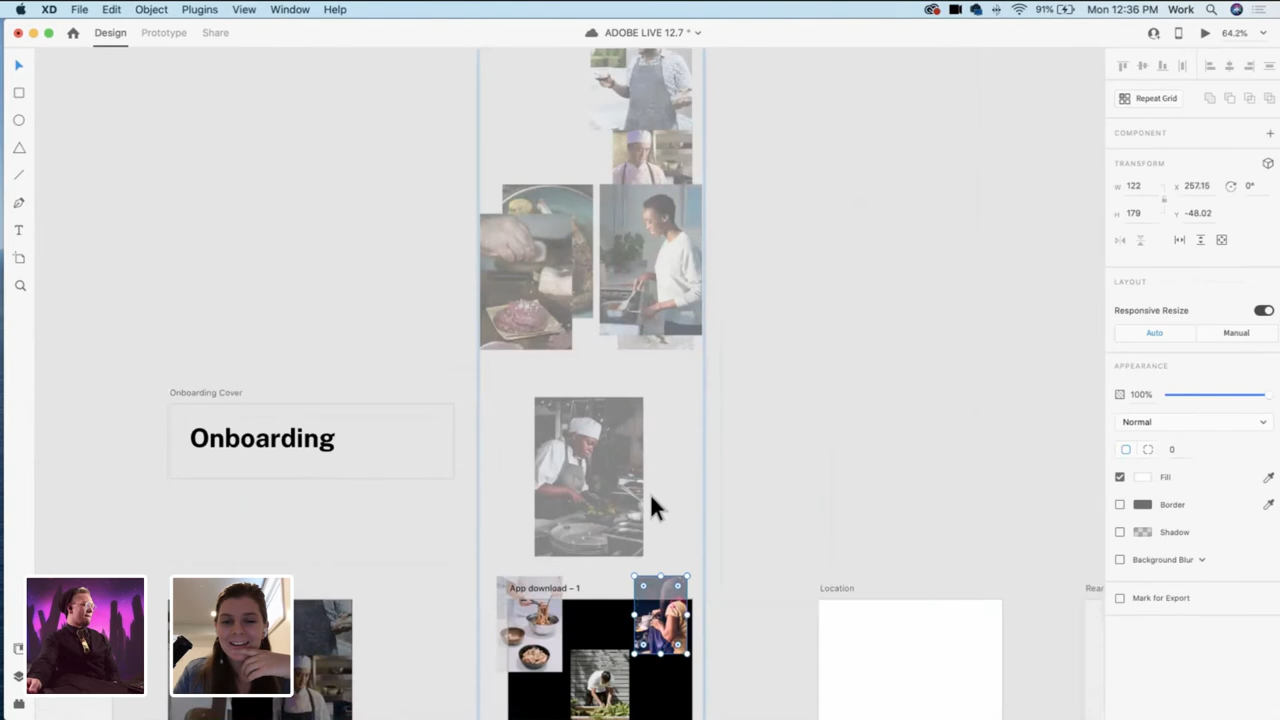 XD File Edit Object Plugins View Window Help 91% Mon 12:36 PM Work
Design Prototype Share ADOBE LIVE 12.7 * 64.2%
Repeat Grid
COMPONENT
TRANSFORM
W 122 X 257.15 0°
H 179 Y -48.02
LAYOUT
Responsive Resize
Auto Manual
APPEARANCE
100%
Normal
0
Fill
Border
Shadow
Background Blur
Mark for Export
Onboarding Cover
Onboarding
App download – 1
Location
Rear